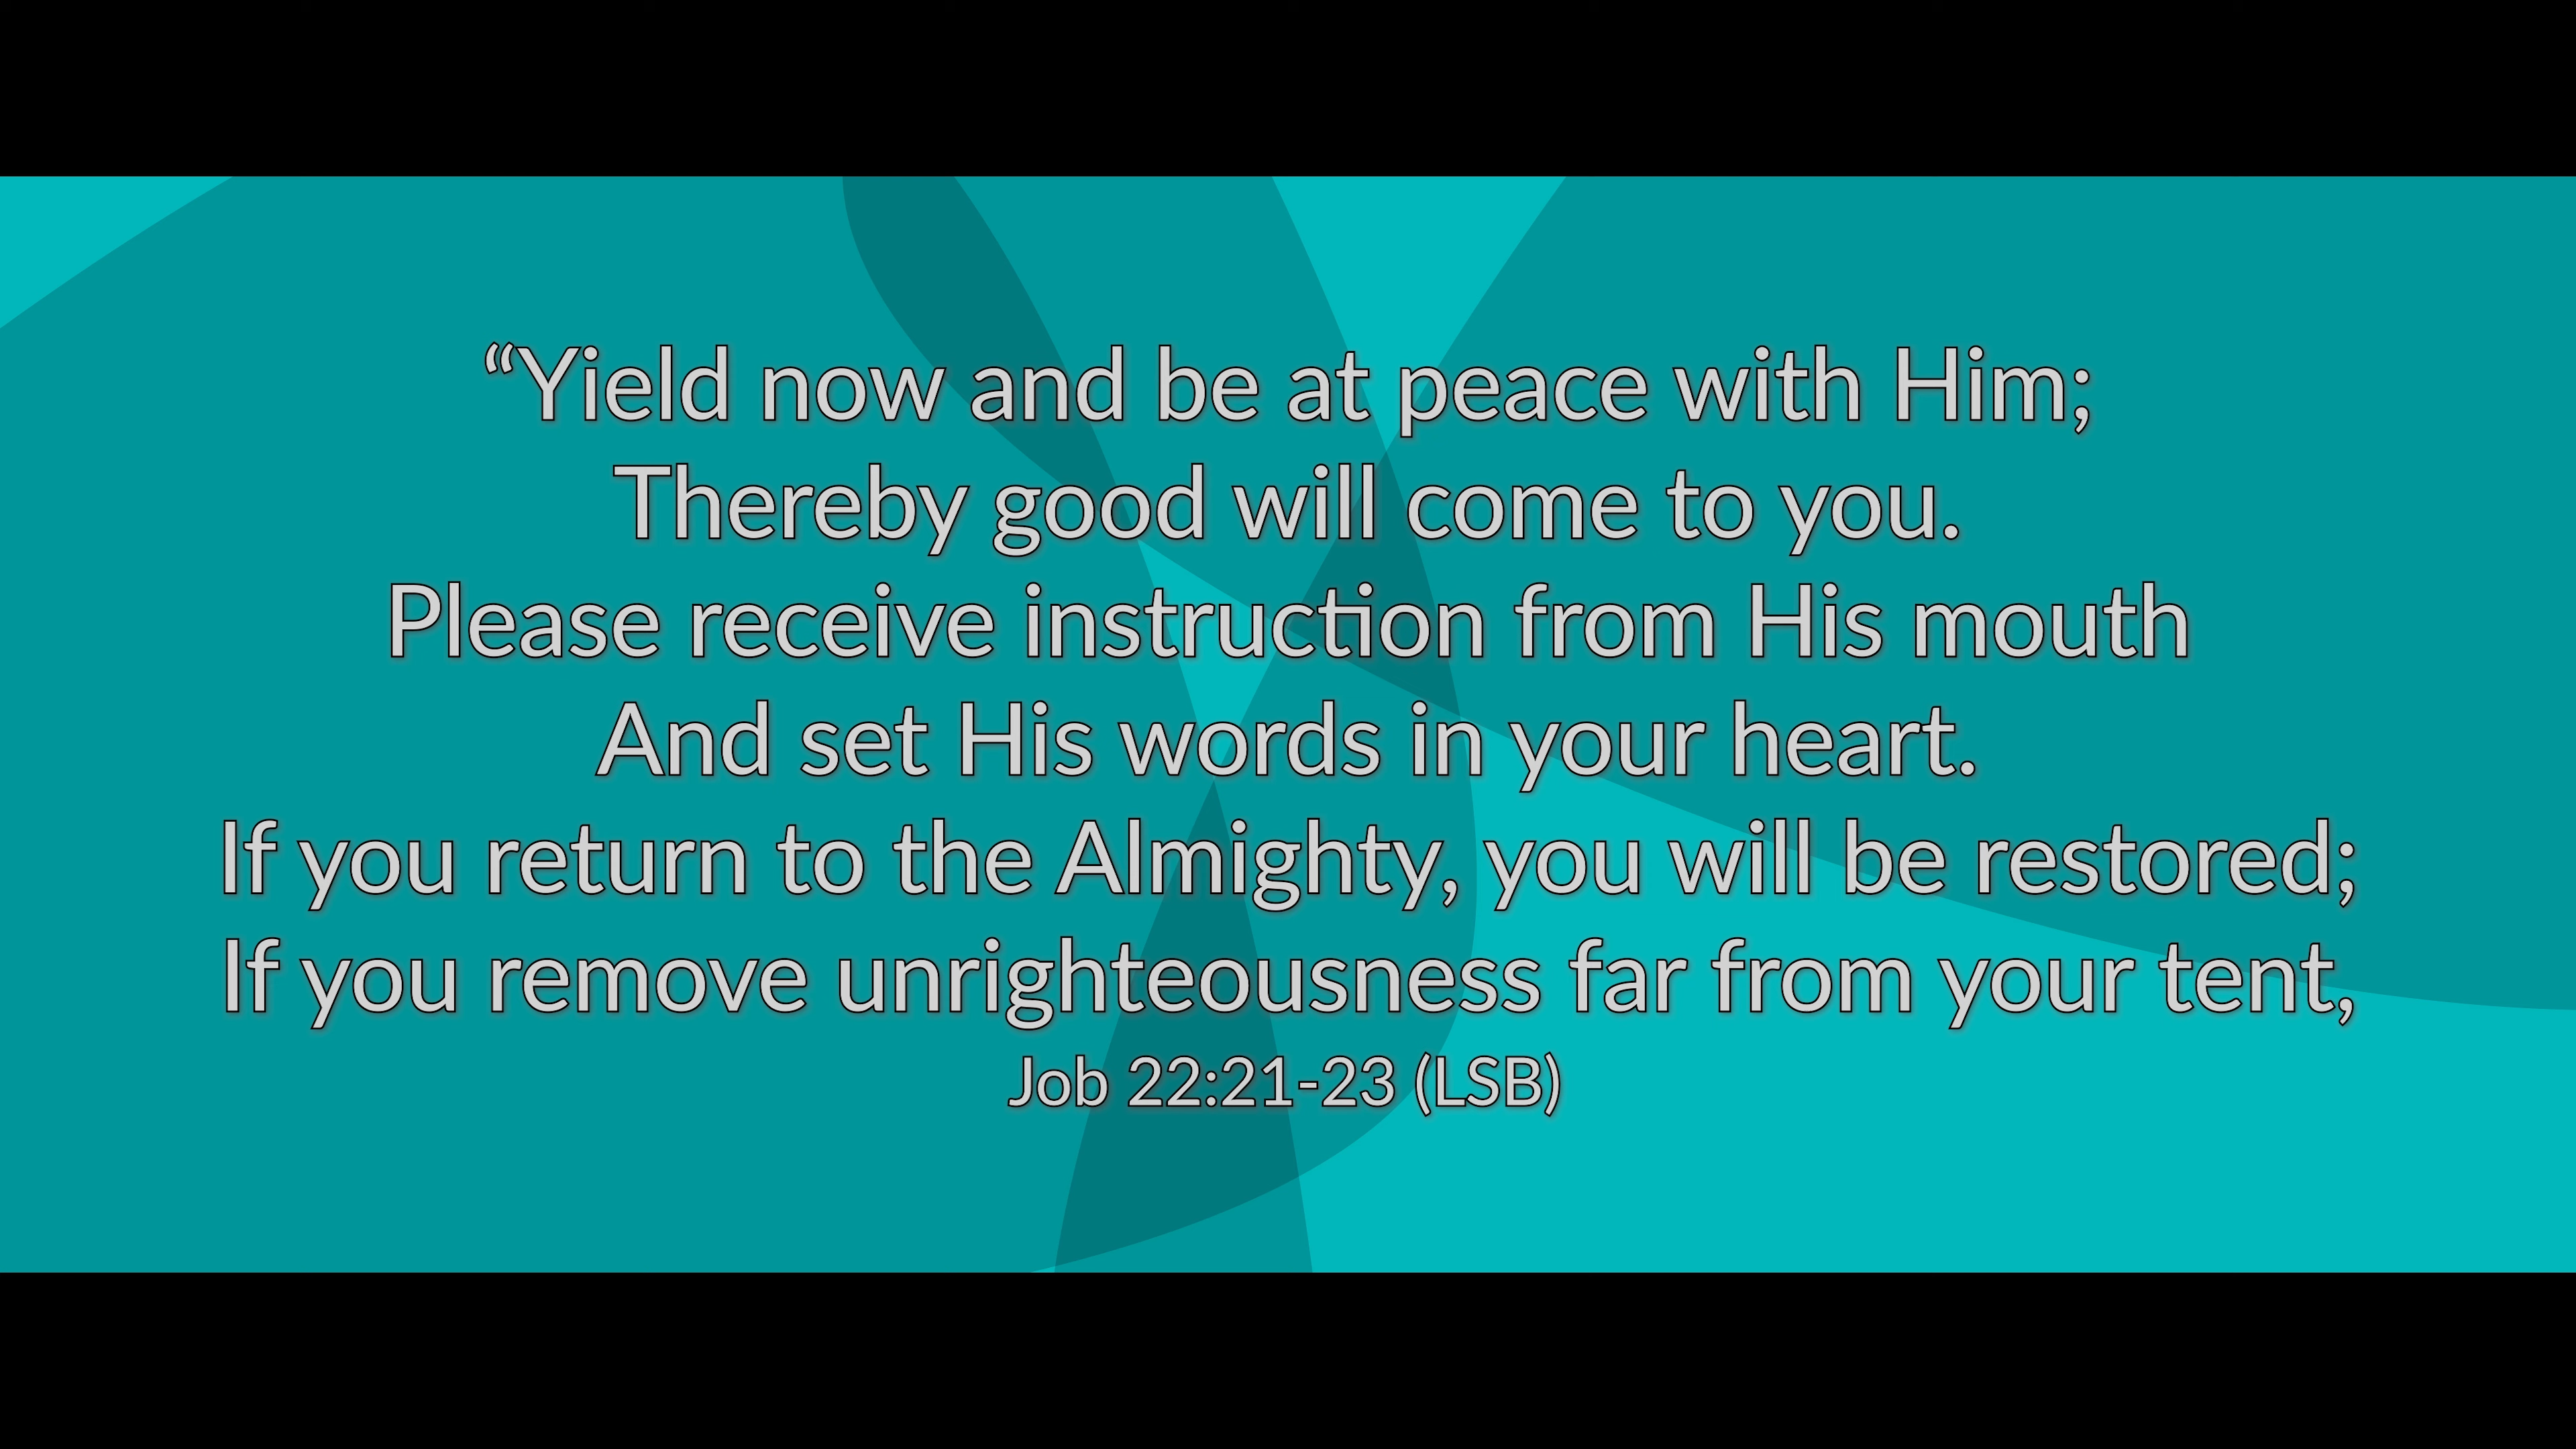 “Yield now and be at peace with Him;
Thereby good will come to you.
Please receive instruction from His mouth
And set His words in your heart.
If you return to the Almighty, you will be restored;
If you remove unrighteousness far from your tent,
Job 22:21-23 (LSB)